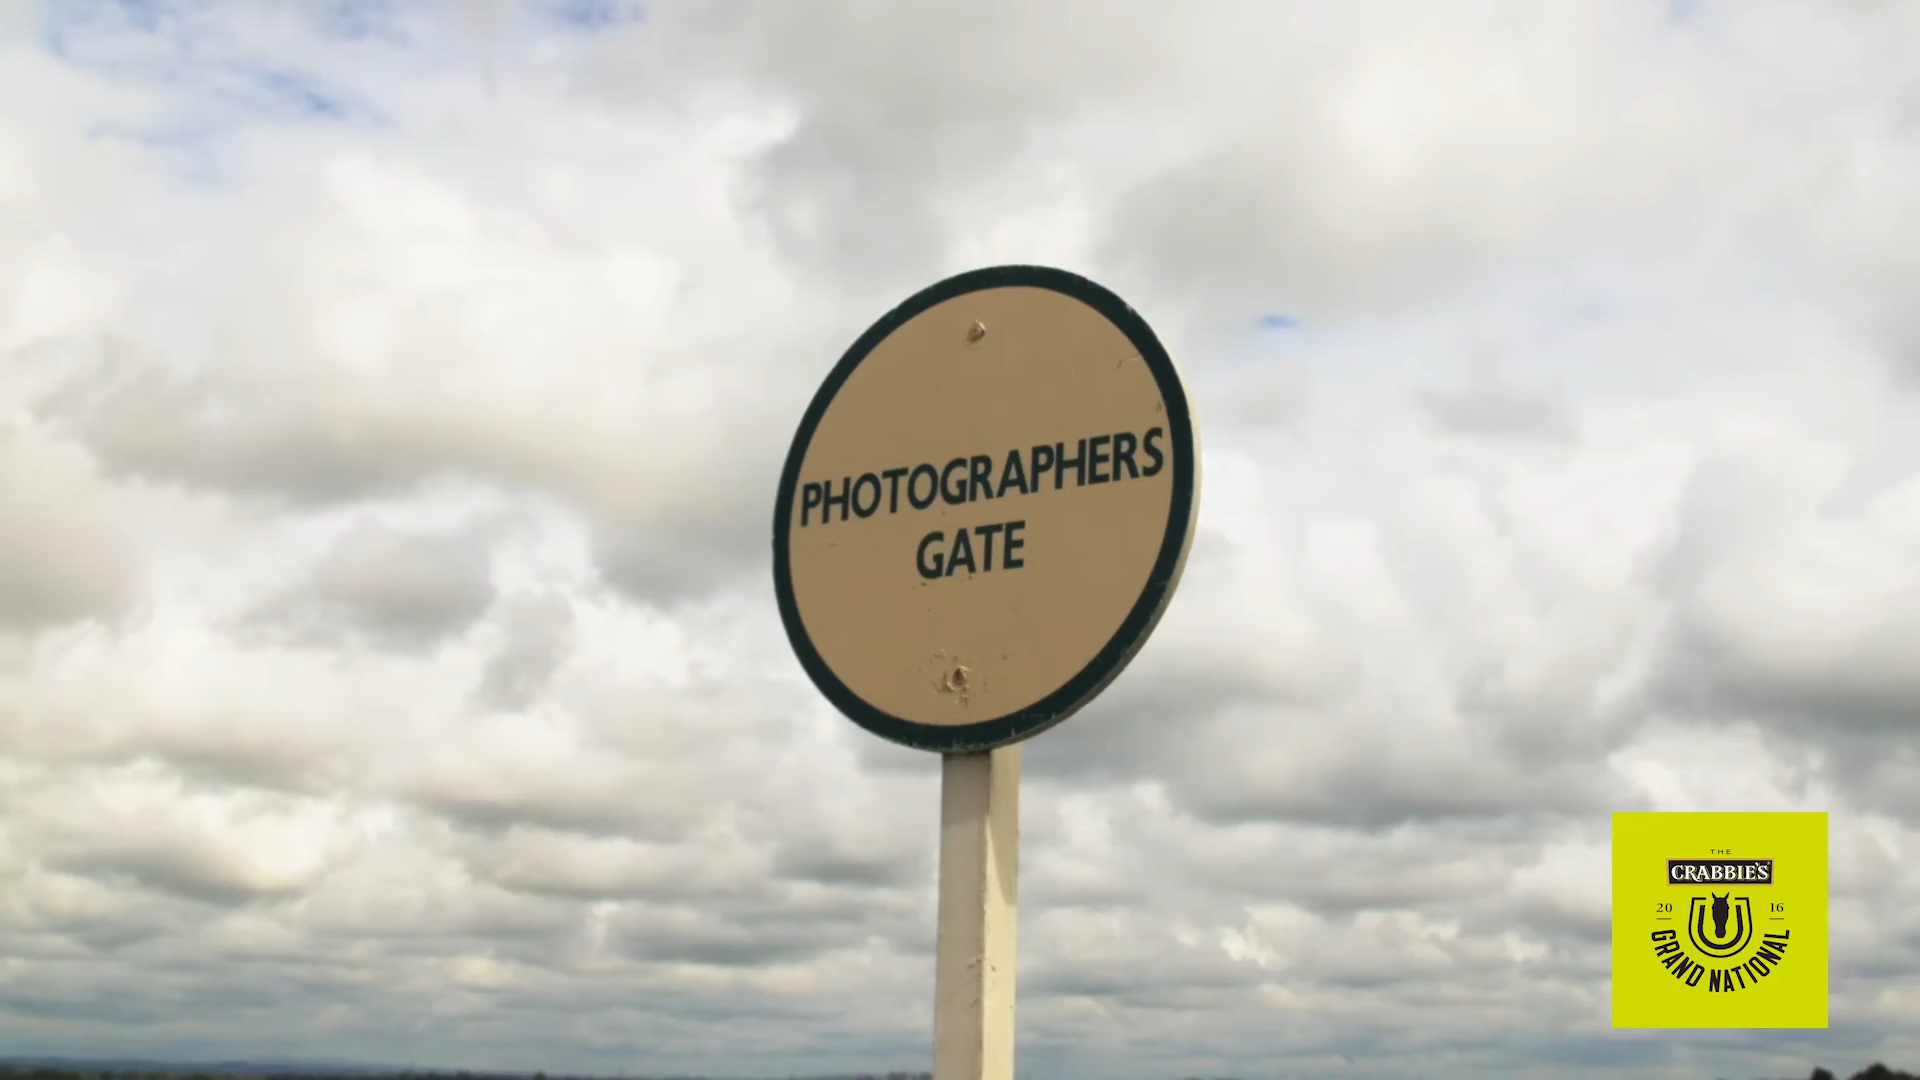 PHOTOGRAPHERS
GATE
THE
CRABBIE'S
20 16
GRAND NATIONAL